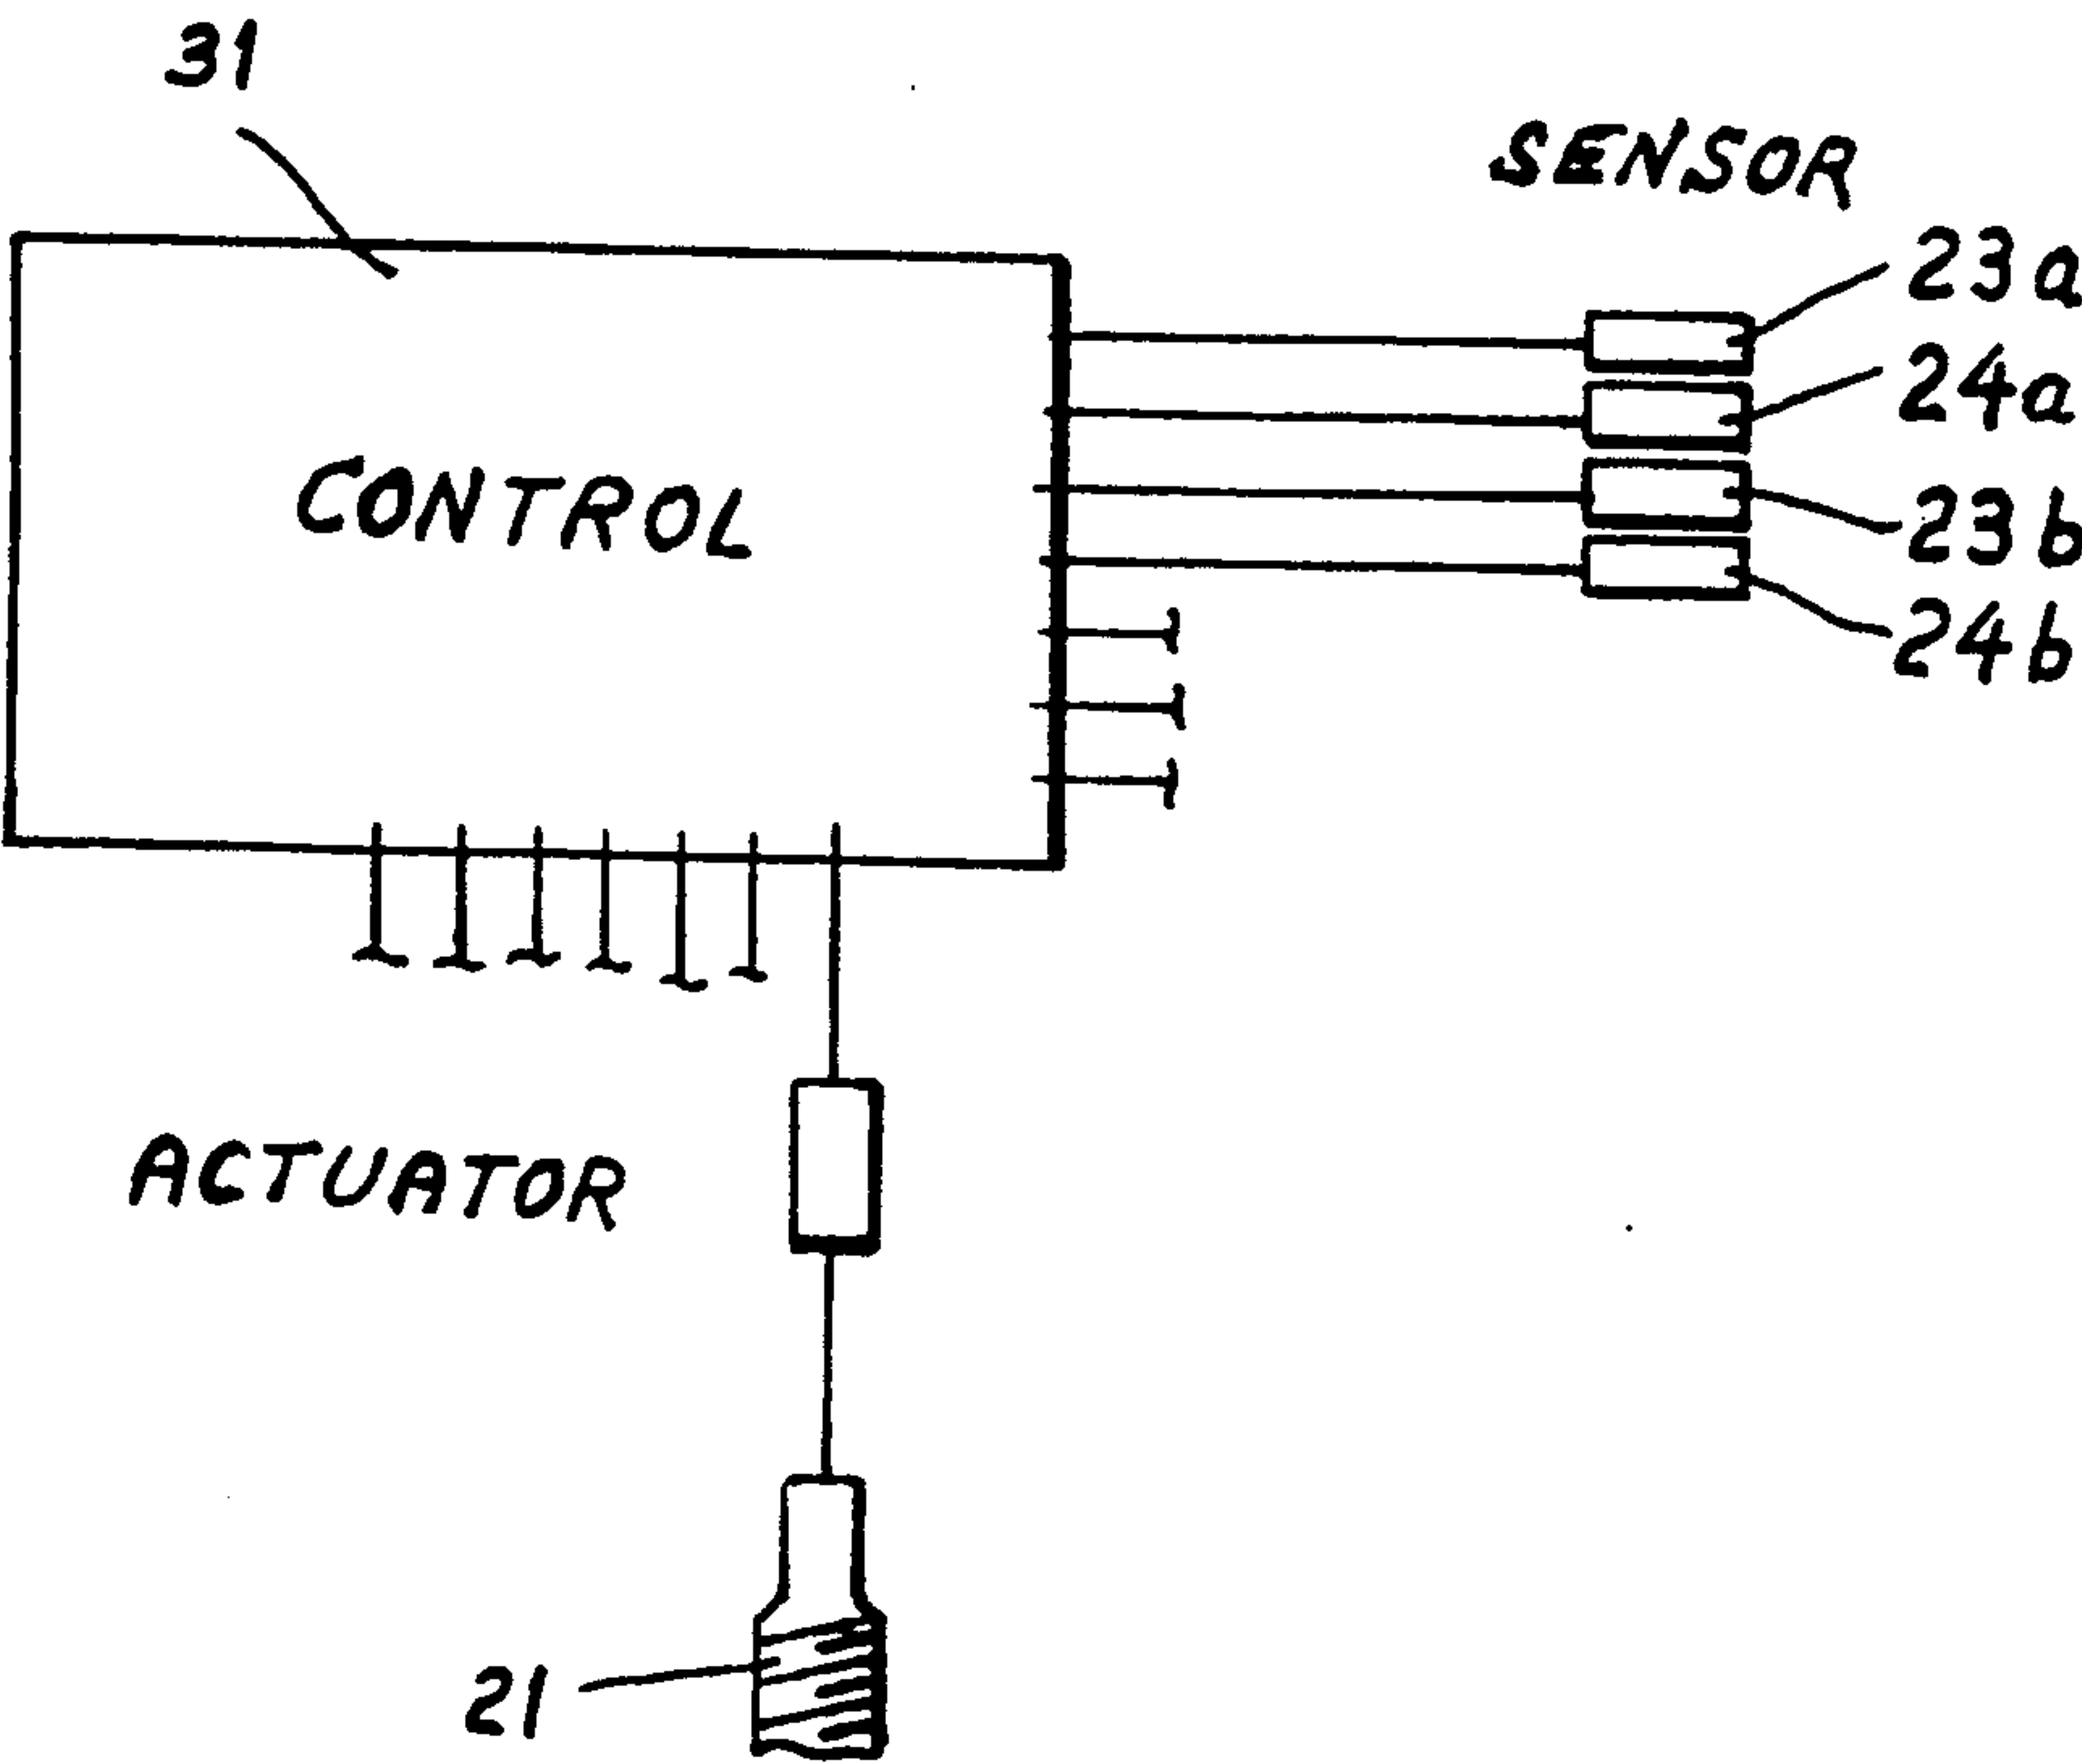 31
SENSOR
23a
24a
CONTROL
23b
24b
ACTUATOR
21